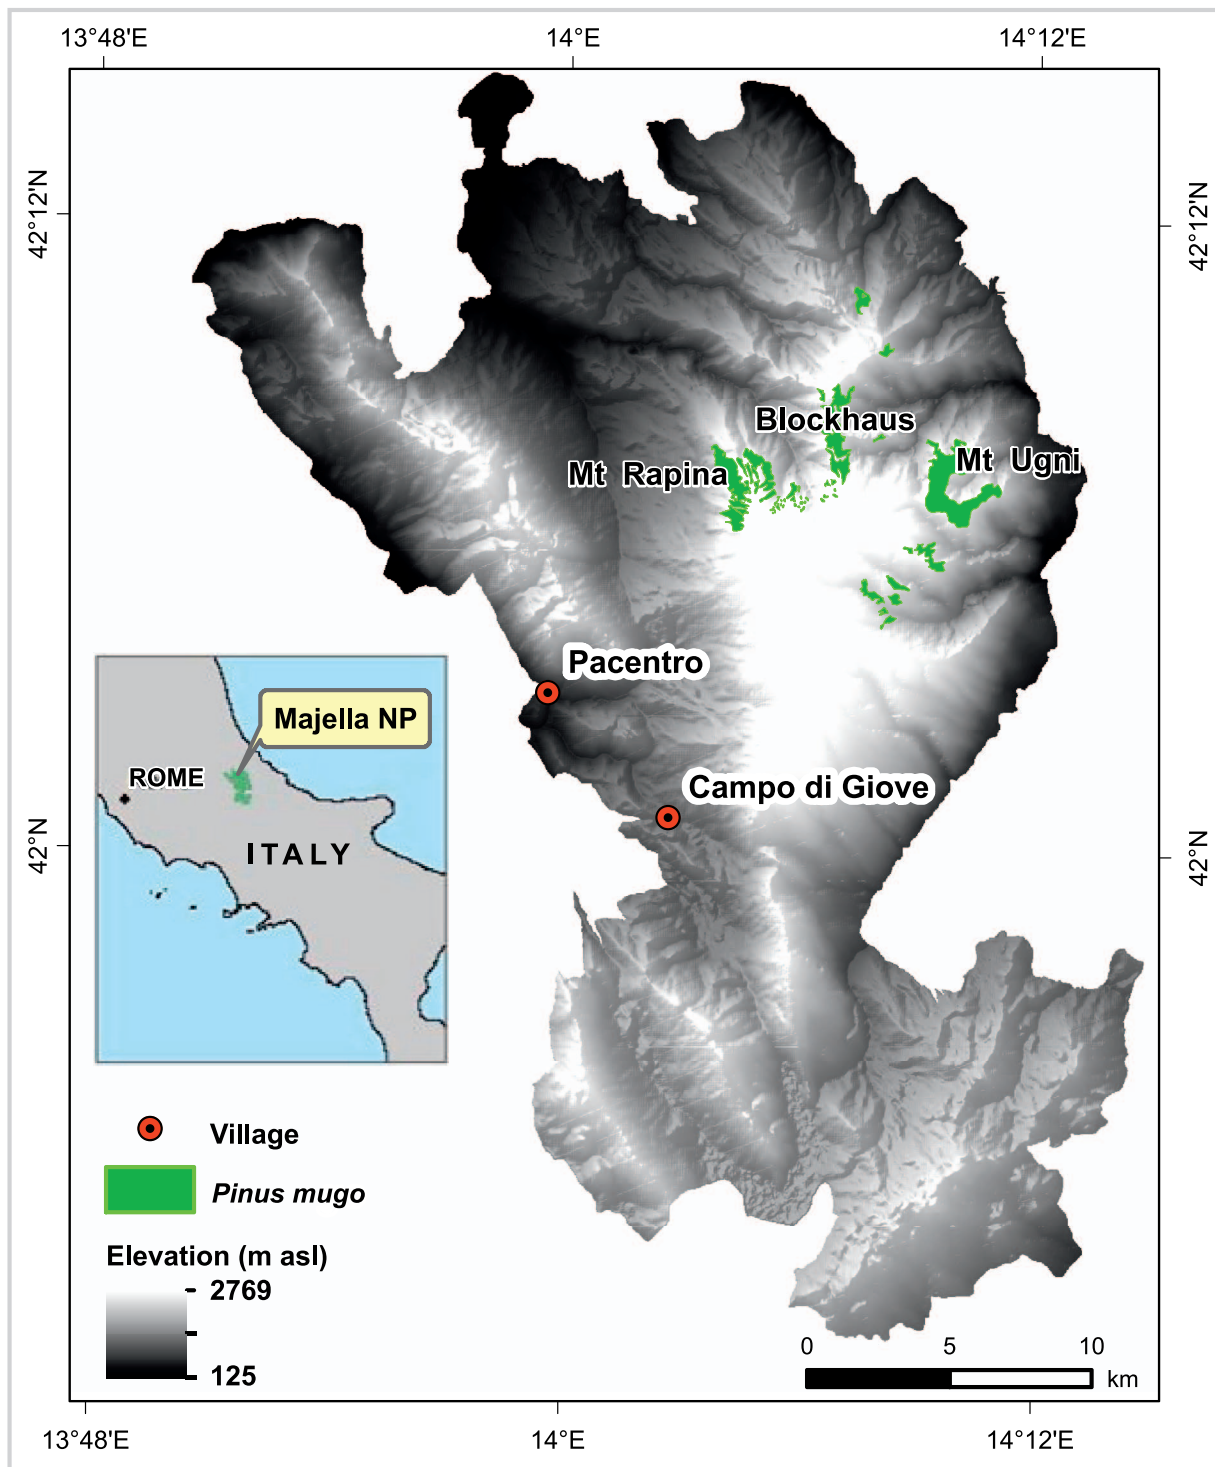 13°48'E 14°E 14°12'E
42°12'N 42°12'N
Blockhaus
Mt Rapina Mt Ugni
Pacentro
Majella NP
ROME
Campo di Giove
ITALY
42°N 42°N
Village
Pinus mugo
Elevation (m asl)
2769
125
0 5 10
km
13°48'E 14°E 14°12'E